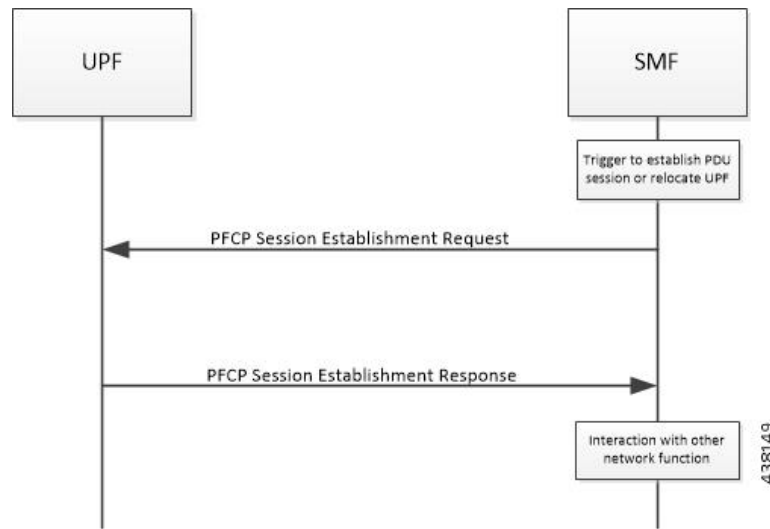 UPF
SMF
Trigger to establish PDU
session or relocate UPF
PFCP Session Establishment Request
PFCP Session Establishment Response
Interaction with other
network function
438149